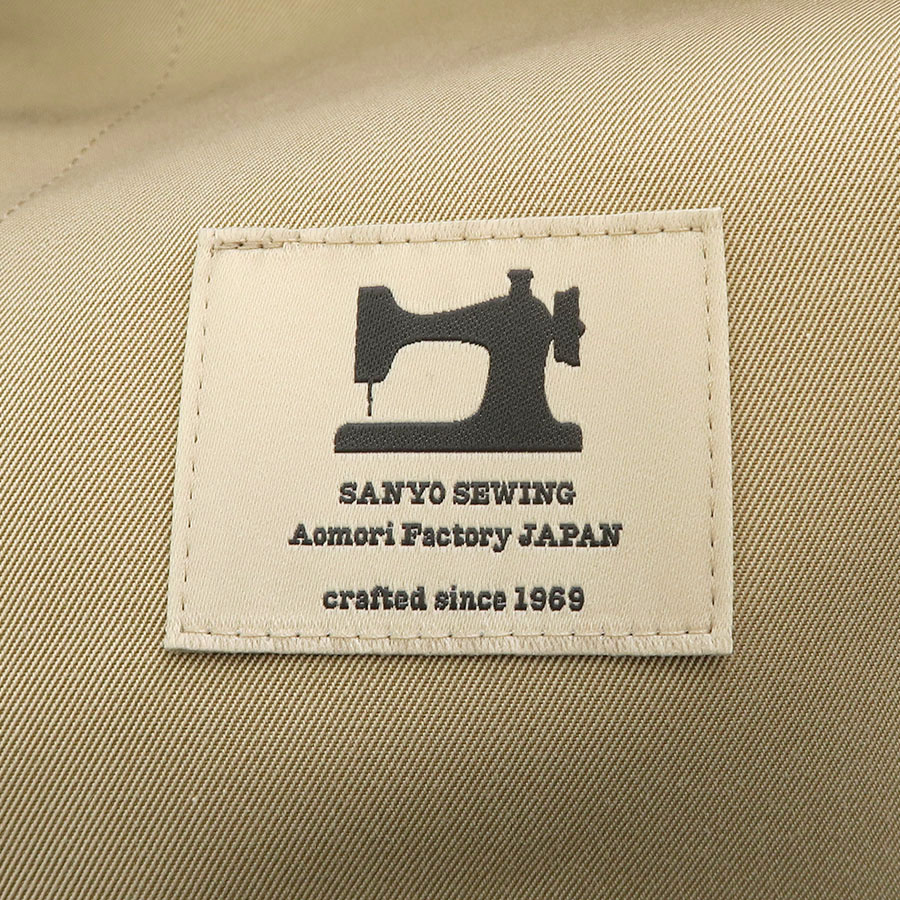 SANYO SEWING
Aomori Factory JAPAN
crafted since 1969